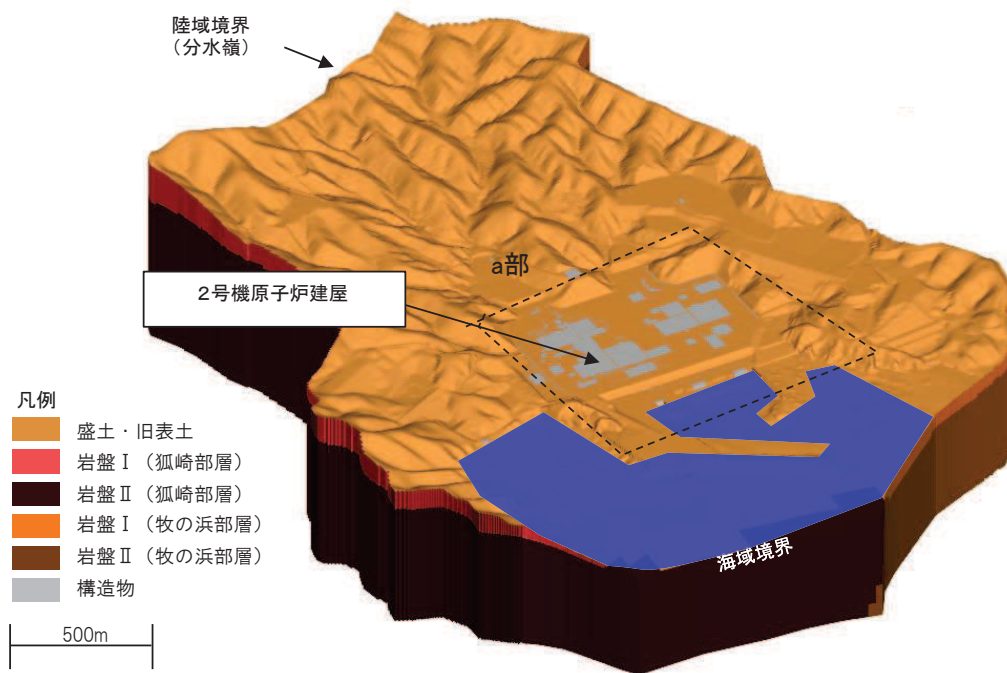 陸域境界
(分水嶺)
a部
2号機原子炉建屋
凡例
盛土・旧表土
岩盤Ⅰ(狐崎部層)
岩盤Ⅱ(狐崎部層)
岩盤Ⅰ(牧の浜部層)
岩盤Ⅱ(牧の浜部層)
構造物
海域境界
500m